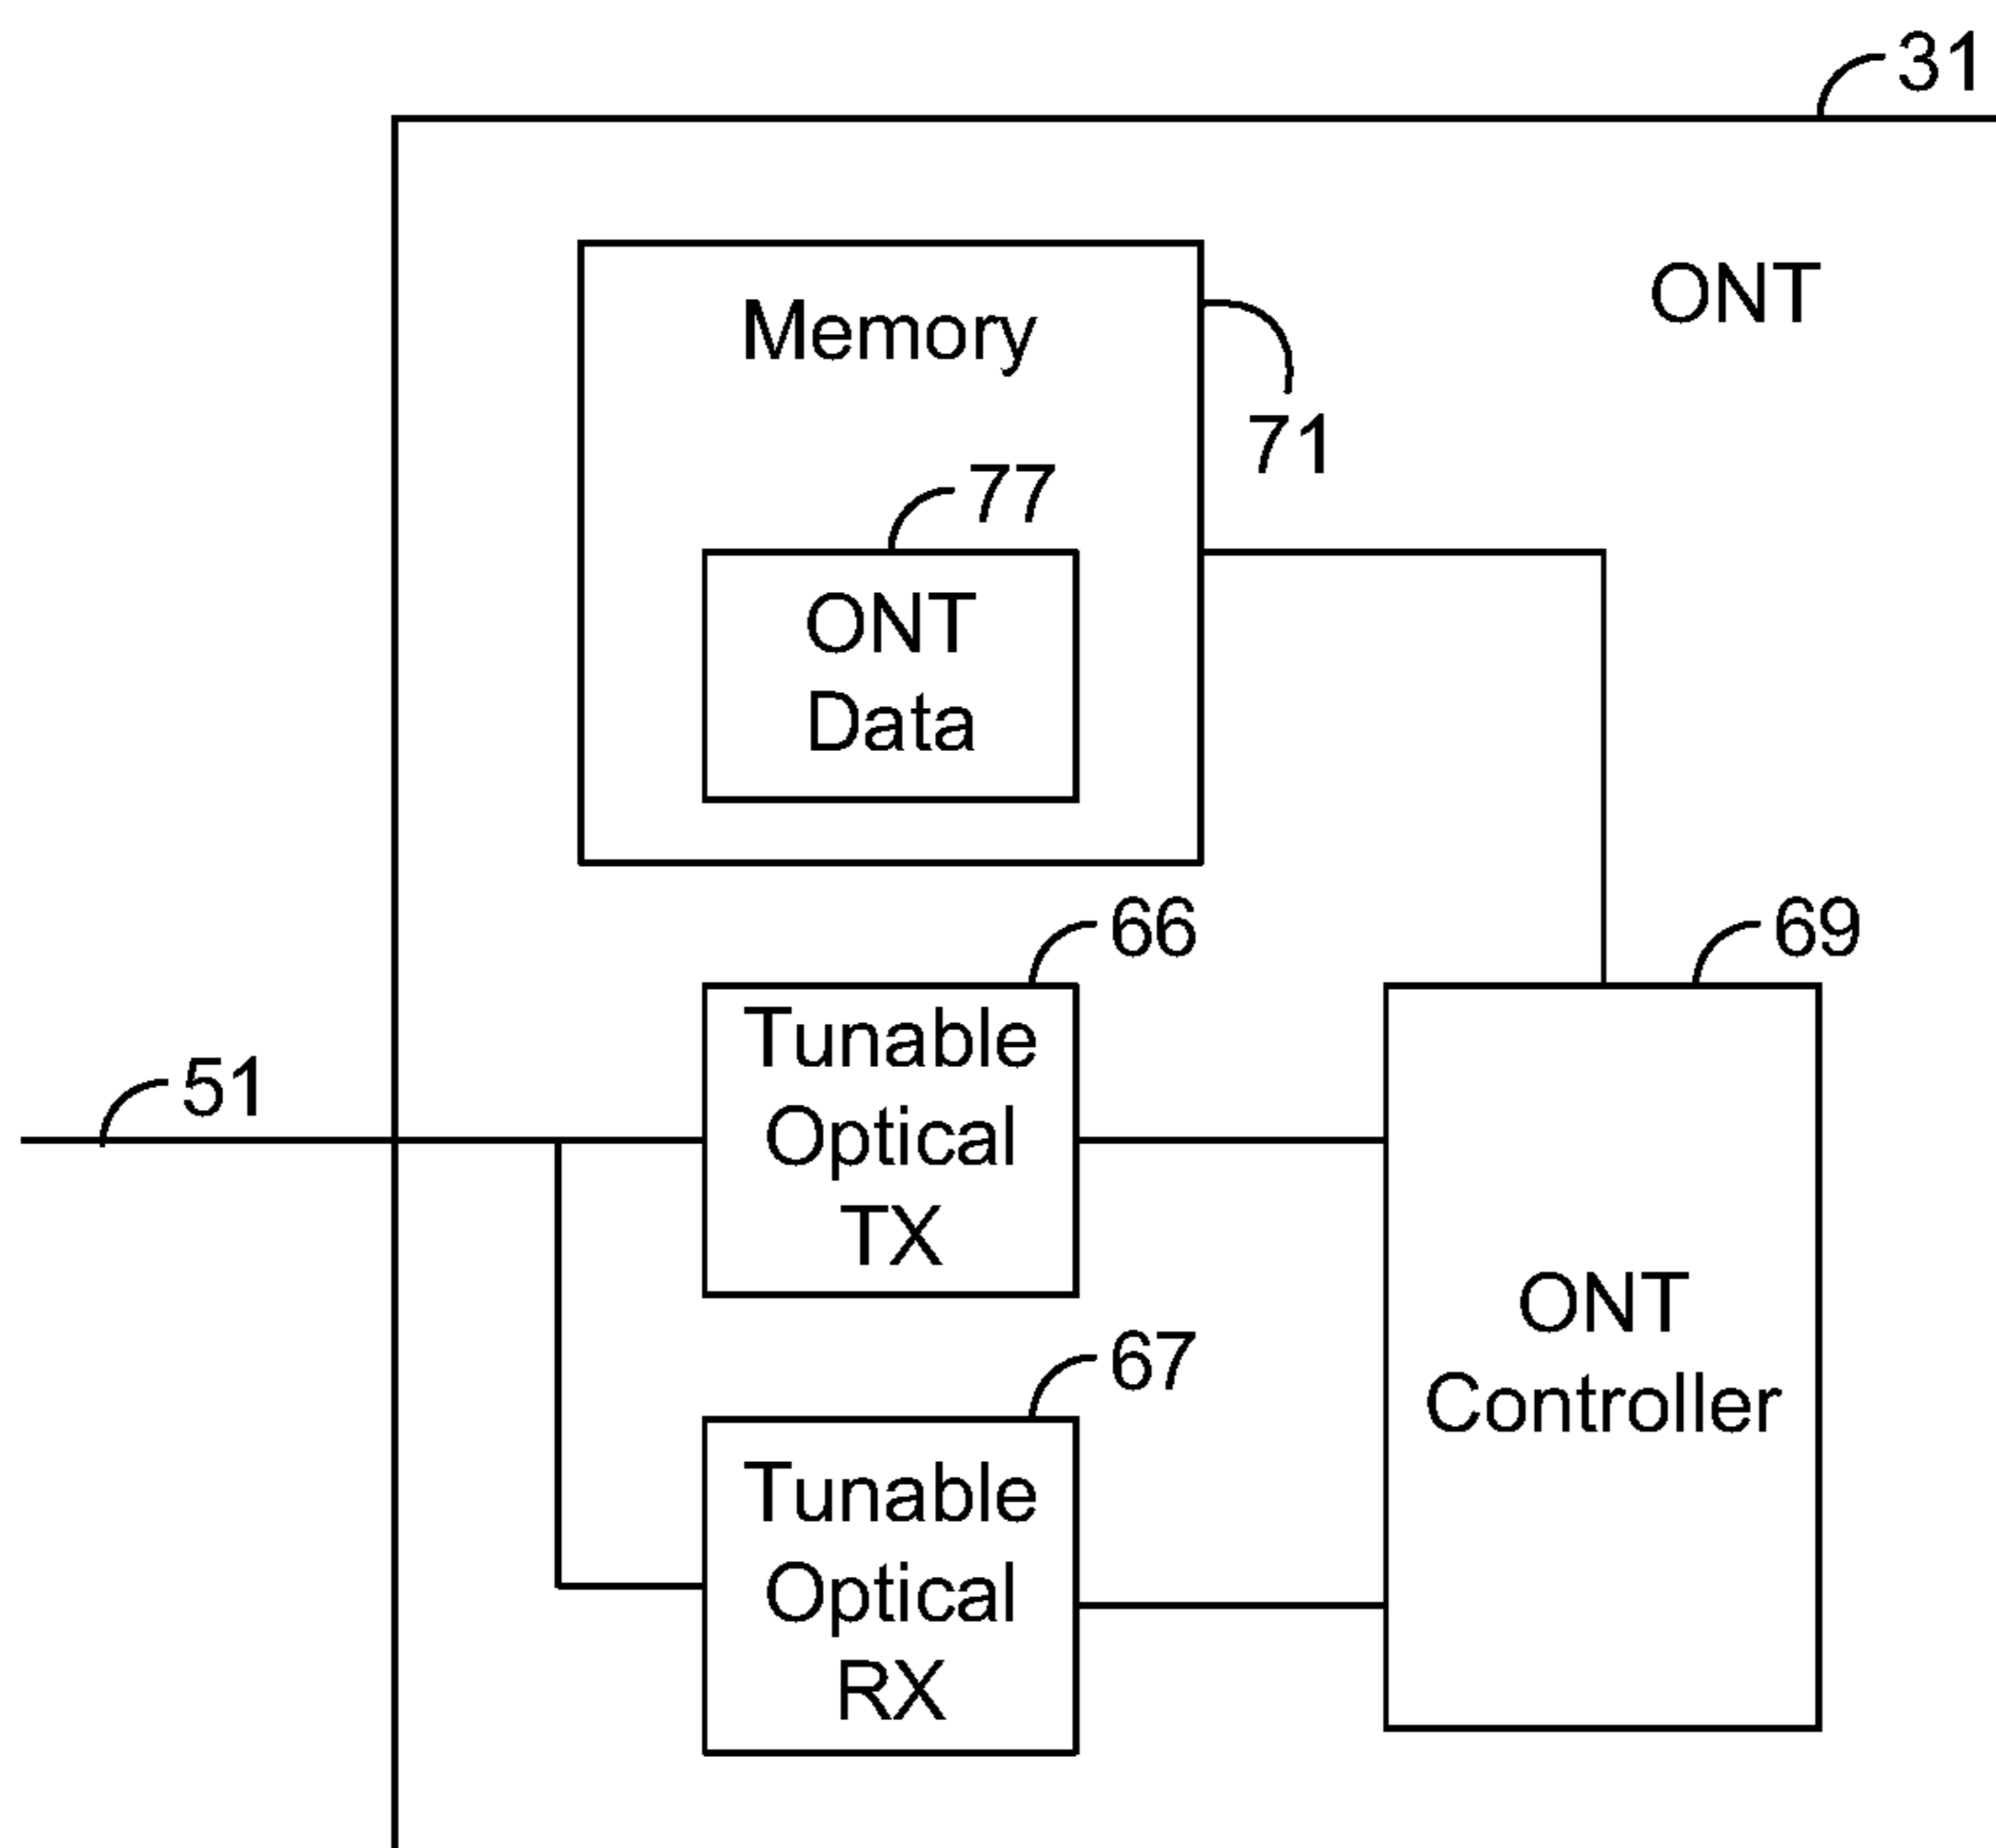 31
ONT
Memory
71
77
ONT
Data
66
69
Tunable
Optical
TX
51
ONT
Controller
67
Tunable
Optical
RX